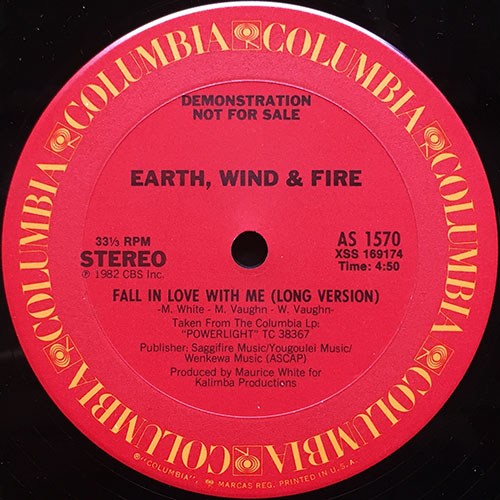 COLUMBIA COLUMBIA COLUMBIA COLUMBIA COLUMBIA COLUMBIA
DEMONSTRATION
NOT FOR SALE
EARTH, WIND & FIRE
33⅓ RPM
STEREO
℗ 1982 CBS Inc.
AS 1570
XSS 169174
Time: 4:50
FALL IN LOVE WITH ME (LONG VERSION)
-M. White - M. Vaughn - W. Vaughn-
Taken From The Columbia Lp:
"POWERLIGHT" TC 38367
Publisher: Saggifire Music/Yougoulei Music/
Wenkewa Music (ASCAP)
Produced by Maurice White for
Kalimba Productions
®"COLUMBIA", MARCAS REG. PRINTED IN U.S.A.